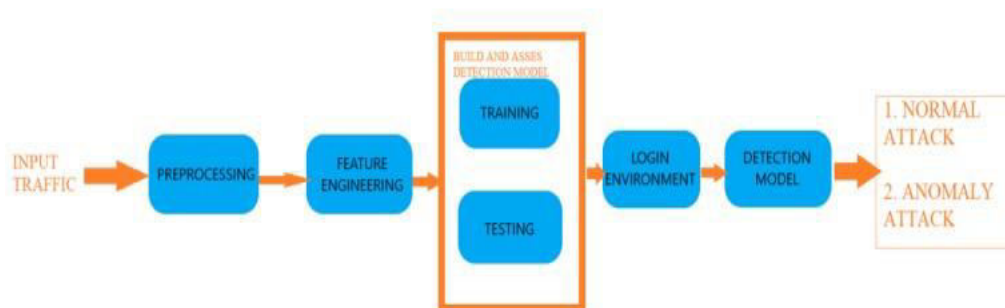 INPUT
TRAFFIC
PREPROCESSING
FEATURE
ENGINEERING
BUILD AND ASSES
DETECTION MODEL
TRAINING
TESTING
LOGIN
ENVIRONMENT
DETECTION
MODEL
1. NORMAL
ATTACK
2. ANOMALY
ATTACK